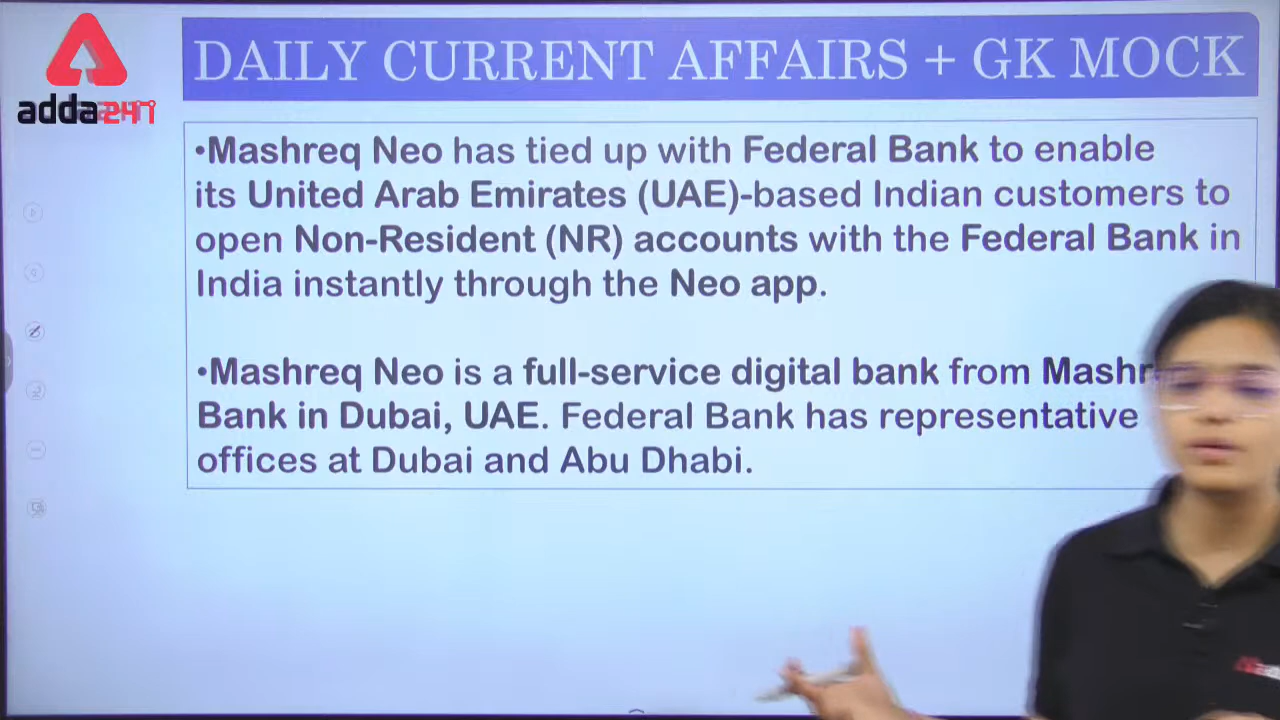 DAILY CURRENT AFFAIRS + GK MOCK
adda247
•Mashreq Neo has tied up with Federal Bank to enable
its United Arab Emirates (UAE)-based Indian customers to
open Non-Resident (NR) accounts with the Federal Bank in
India instantly through the Neo app.
•Mashreq Neo is a full-service digital bank from Mashr
Bank in Dubai, UAE. Federal Bank has representative
offices at Dubai and Abu Dhabi.